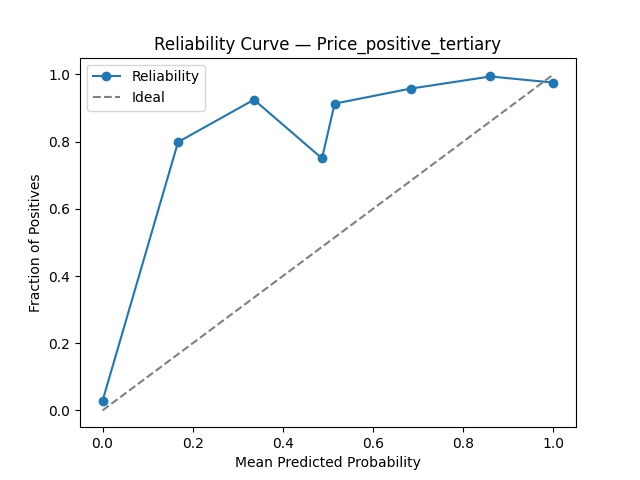 Reliability Curve — Price_positive_tertiary
Reliability
Ideal
Fraction of Positives
1.0
0.8
0.6
0.4
0.2
0.0
0.0 0.2 0.4 0.6 0.8 1.0
Mean Predicted Probability